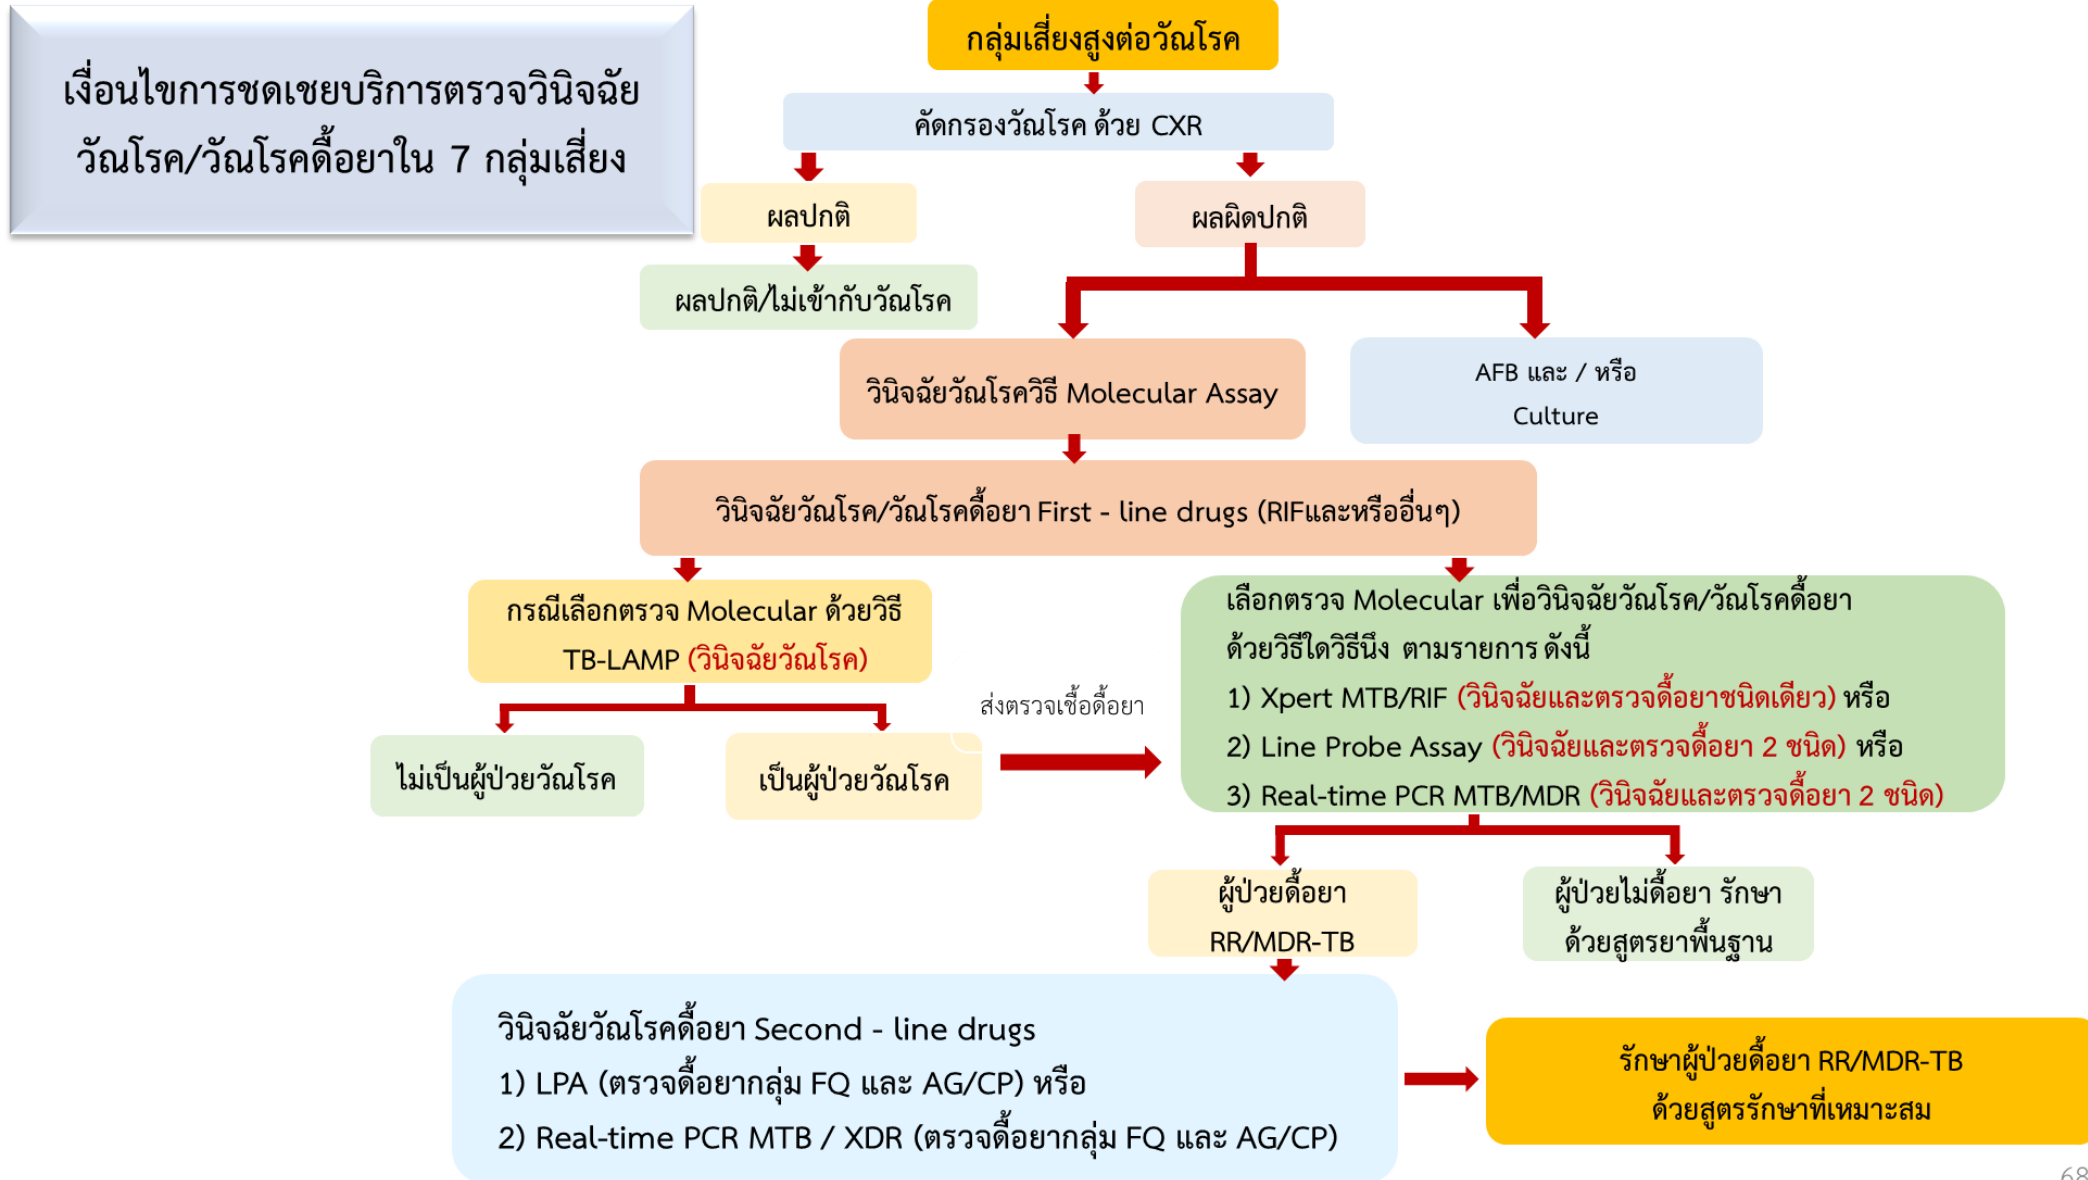 เงื่อนไขการชดเชยบริการตรวจวินิจฉัย
วัณโรค/วัณโรคดื้อยาใน 7 กลุ่มเสี่ยง
กลุ่มเสี่ยงสูงต่อวัณโรค
คัดกรองวัณโรค ด้วย CXR
ผลปกติ
ผลผิดปกติ
ผลปกติ/ไม่เข้ากับวัณโรค
วินิจฉัยวัณโรควิธี Molecular Assay
AFB และ / หรือ
Culture
วินิจฉัยวัณโรค/วัณโรคดื้อยา First - line drugs (RIFและหรืออื่นๆ)
กรณีเลือกตรวจ Molecular ด้วยวิธี
TB-LAMP (วินิจฉัยวัณโรค)
ไม่เป็นผู้ป่วยวัณโรค
เป็นผู้ป่วยวัณโรค
ส่งตรวจเชื้อดื้อยา
เลือกตรวจ Molecular เพื่อวินิจฉัยวัณโรค/วัณโรคดื้อยา
ด้วยวิธีใดวิธีนึง ตามรายการ ดังนี้
1) Xpert MTB/RIF (วินิจฉัยและตรวจดื้อยาชนิดเดียว) หรือ
2) Line Probe Assay (วินิจฉัยและตรวจดื้อยา 2 ชนิด) หรือ
3) Real-time PCR MTB/MDR (วินิจฉัยและตรวจดื้อยา 2 ชนิด)
ผู้ป่วยดื้อยา
RR/MDR-TB
ผู้ป่วยไม่ดื้อยา รักษา
ด้วยสูตรยาพื้นฐาน
วินิจฉัยวัณโรคดื้อยา Second - line drugs
1) LPA (ตรวจดื้อยากลุ่ม FQ และ AG/CP) หรือ
2) Real-time PCR MTB / XDR (ตรวจดื้อยากลุ่ม FQ และ AG/CP)
รักษาผู้ป่วยดื้อยา RR/MDR-TB
ด้วยสูตรรักษาที่เหมาะสม
68